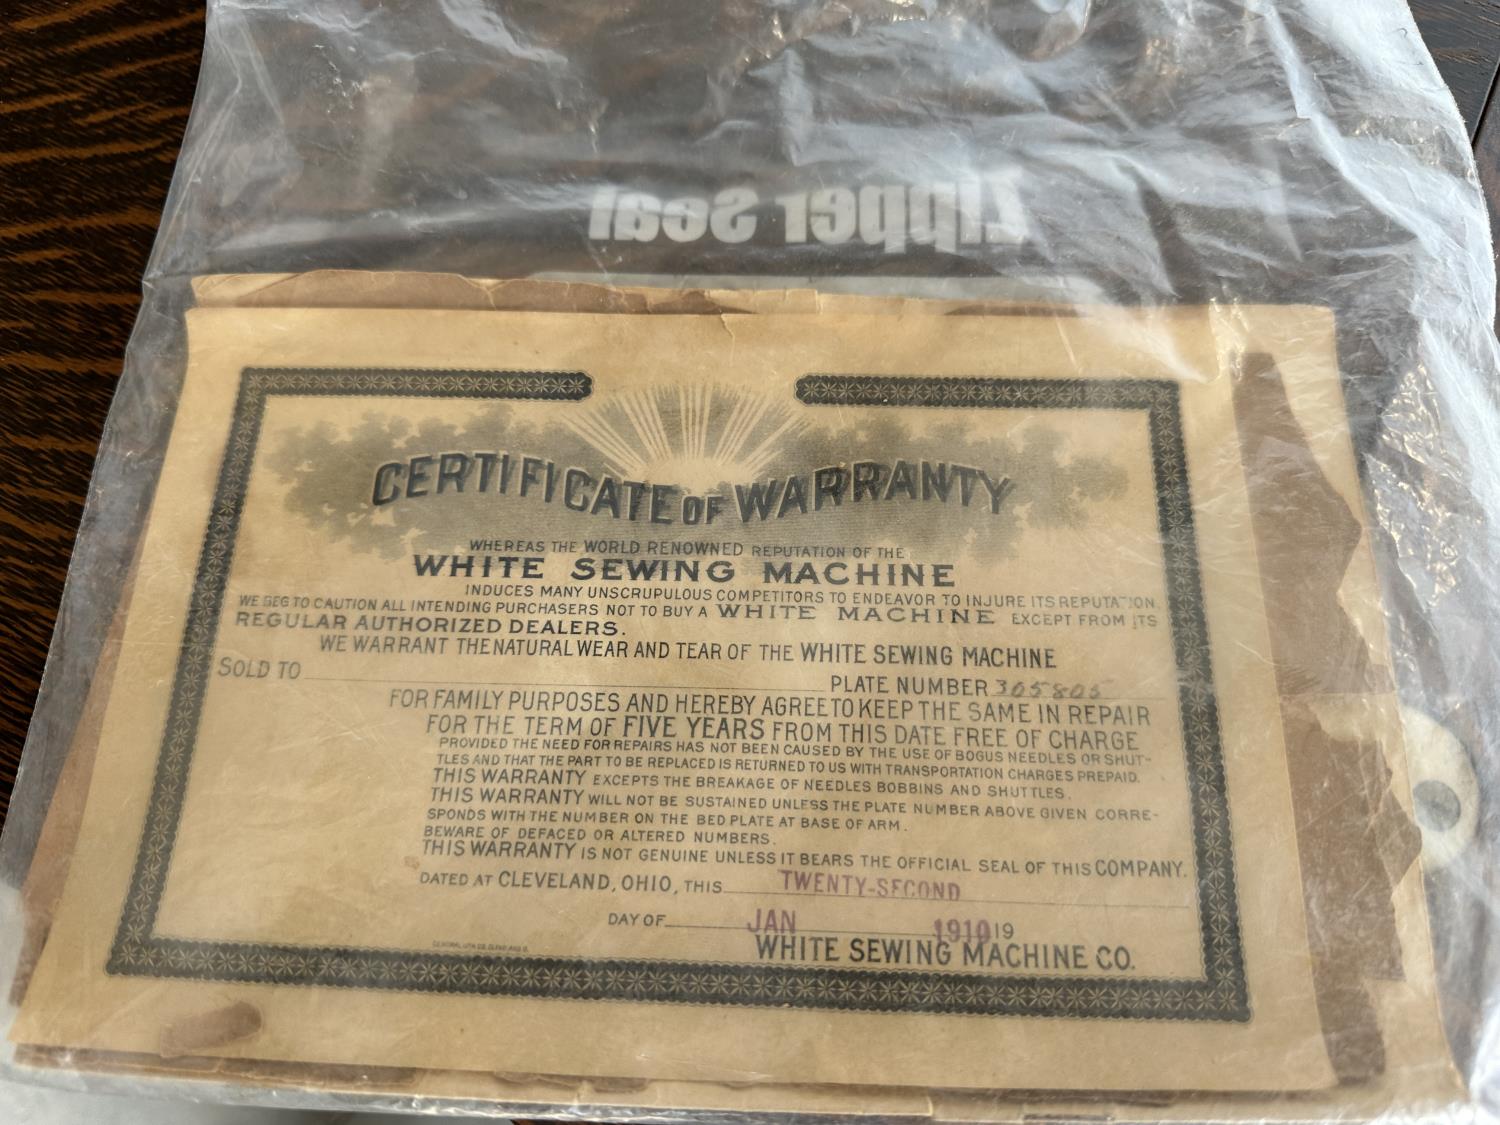 Zipper Seal
CERTIFICATE OF WARRANTY
WHEREAS THE WORLD RENOWNED REPUTATION OF THE
WHITE SEWING MACHINE
INDUCES MANY UNSCRUPULOUS COMPETITORS TO ENDEAVOR TO INJURE ITS REPUTATION.
WE BEG TO CAUTION ALL INTENDING PURCHASERS NOT TO BUY A WHITE MACHINE EXCEPT FROM ITS
REGULAR AUTHORIZED DEALERS.
WE WARRANT THE NATURAL WEAR AND TEAR OF THE WHITE SEWING MACHINE
SOLD TO PLATE NUMBER 305805
FOR FAMILY PURPOSES AND HEREBY AGREE TO KEEP THE SAME IN REPAIR
FOR THE TERM OF FIVE YEARS FROM THIS DATE FREE OF CHARGE
PROVIDED THE NEED FOR REPAIRS HAS NOT BEEN CAUSED BY THE USE OF BOGUS NEEDLES OR SHUT-
TLES AND THAT THE PART TO BE REPLACED IS RETURNED TO US WITH TRANSPORTATION CHARGES PREPAID.
THIS WARRANTY EXCEPTS THE BREAKAGE OF NEEDLES BOBBINS AND SHUTTLES.
THIS WARRANTY WILL NOT BE SUSTAINED UNLESS THE PLATE NUMBER ABOVE GIVEN CORRE-
SPONDS WITH THE NUMBER ON THE BED PLATE AT BASE OF ARM.
BEWARE OF DEFACED OR ALTERED NUMBERS.
THIS WARRANTY IS NOT GENUINE UNLESS IT BEARS THE OFFICIAL SEAL OF THIS COMPANY.
DATED AT CLEVELAND, OHIO, THIS TWENTY-SECOND
DAY OF JAN 1910 19
WHITE SEWING MACHINE CO.